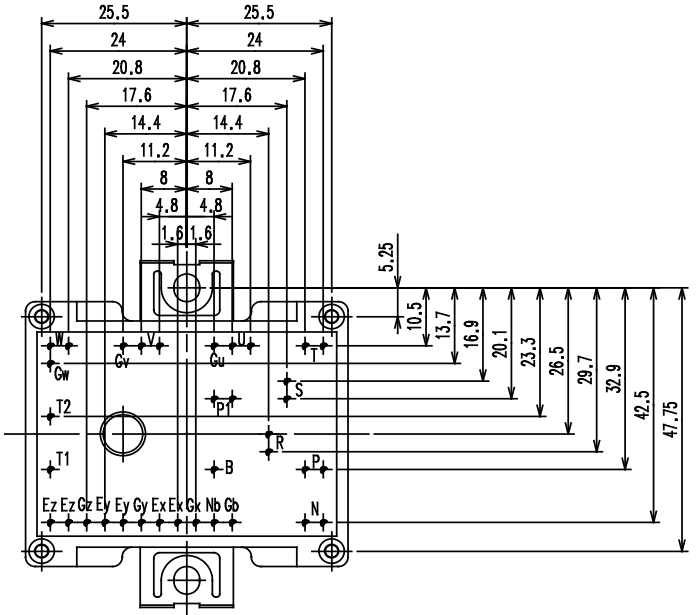 25.5 25.5
24 24
20.8 20.8
17.6 17.6
14.4 14.4
11.2 11.2
8 8
4.8 4.8
1.6 1.6
5.25
10.5
13.7
16.9
20.1
23.3
26.5
29.7
32.9
42.5
47.75
W V U T
Gv Gu
Gw
S
T2 P1
R
T1 B P
Ez Ez Gz Ey Ey Gy Ex Ex Gx Nb Gb N